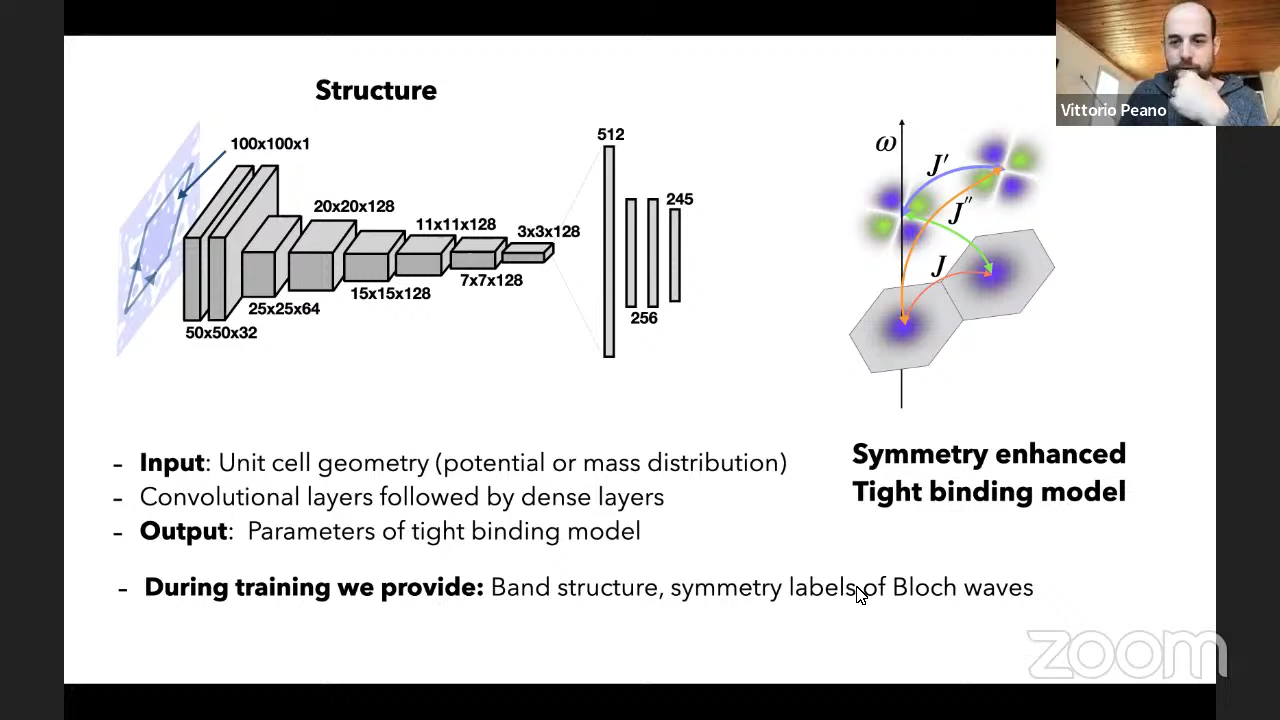 Structure
100x100x1
20x20x128
11x11x128
3x3x128
50x50x32
25x25x64
15x15x128
7x7x128
512
256
245
Vittorio Peano
ω
J′
J″
J
- Input: Unit cell geometry (potential or mass distribution)
- Convolutional layers followed by dense layers
- Output: Parameters of tight binding model
- During training we provide: Band structure, symmetry labels of Bloch waves
Symmetry enhanced
Tight binding model
zoom